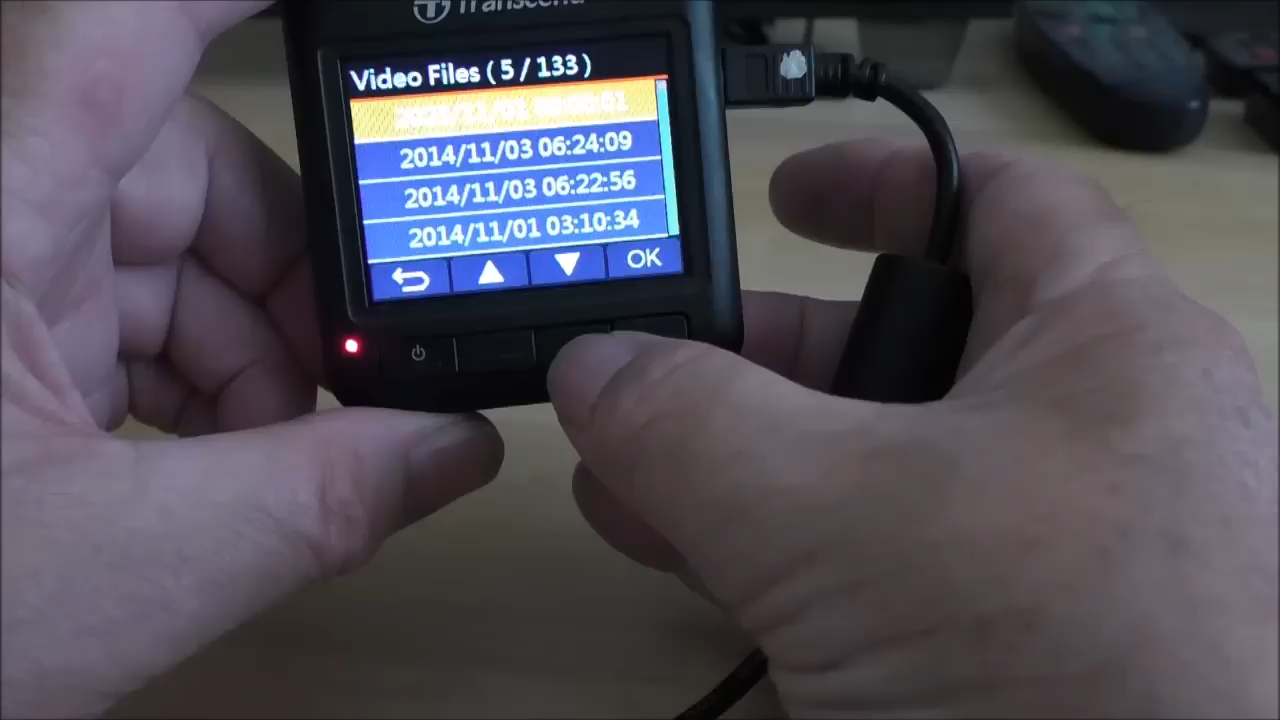 Transcend
Video Files ( 5 / 133 )
2014/11/03 06:24:09
2014/11/03 06:22:56
2014/11/01 03:10:34
OK